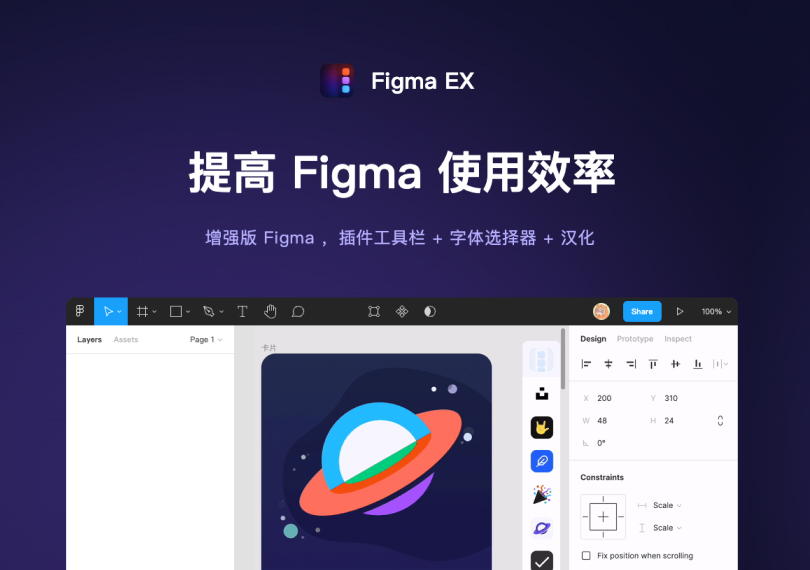 Figma EX
提高 Figma 使用效率
增强版 Figma ，插件工具栏 + 字体选择器 + 汉化
Share
100%
Layers
Assets
Page 1
卡片
Design
Prototype
Inspect
X 200
Y 310
W 48
H 24
0°
Constraints
Scale
Scale
Fix position when scrolling